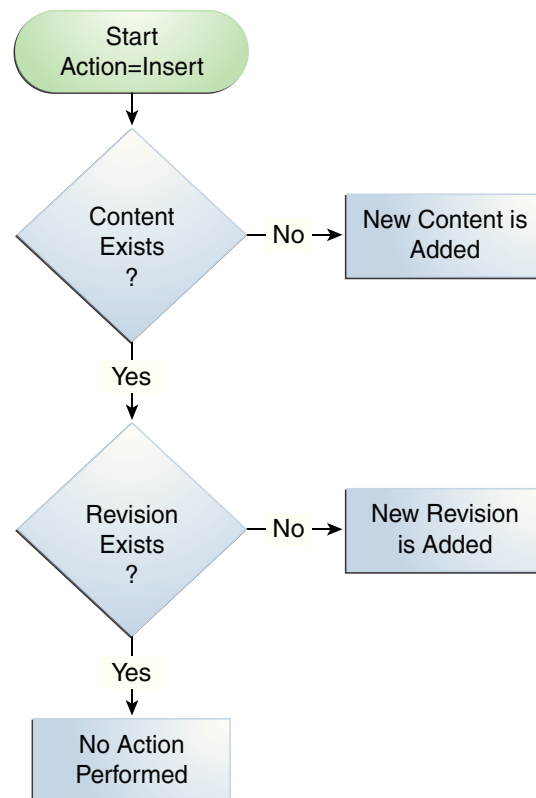 Start
Action=Insert
Content
Exists
?
No
New Content is
Added
Yes
Revision
Exists
?
No
New Revision
is Added
Yes
No Action
Performed